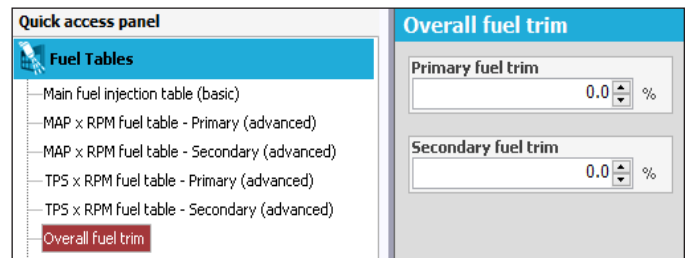 Quick access panel
Fuel Tables
Main fuel injection table (basic)
MAP x RPM fuel table - Primary (advanced)
MAP x RPM fuel table - Secondary (advanced)
TPS x RPM fuel table - Primary (advanced)
TPS x RPM fuel table - Secondary (advanced)
Overall fuel trim
Overall fuel trim
Primary fuel trim
0.0 %
Secondary fuel trim
0.0 %